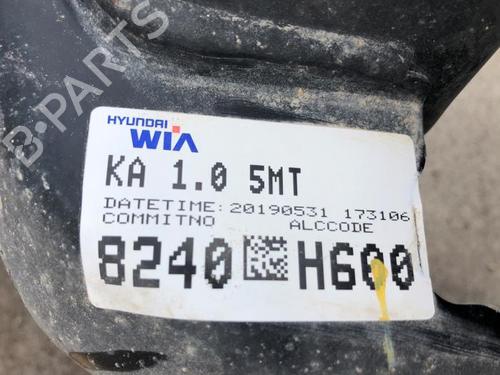 B-PARTS
HYUNDAI
WIA
KA 1.0 5MT
DATETIME: 20190531 173106
COMMITNO ALCCODE
8240 H600